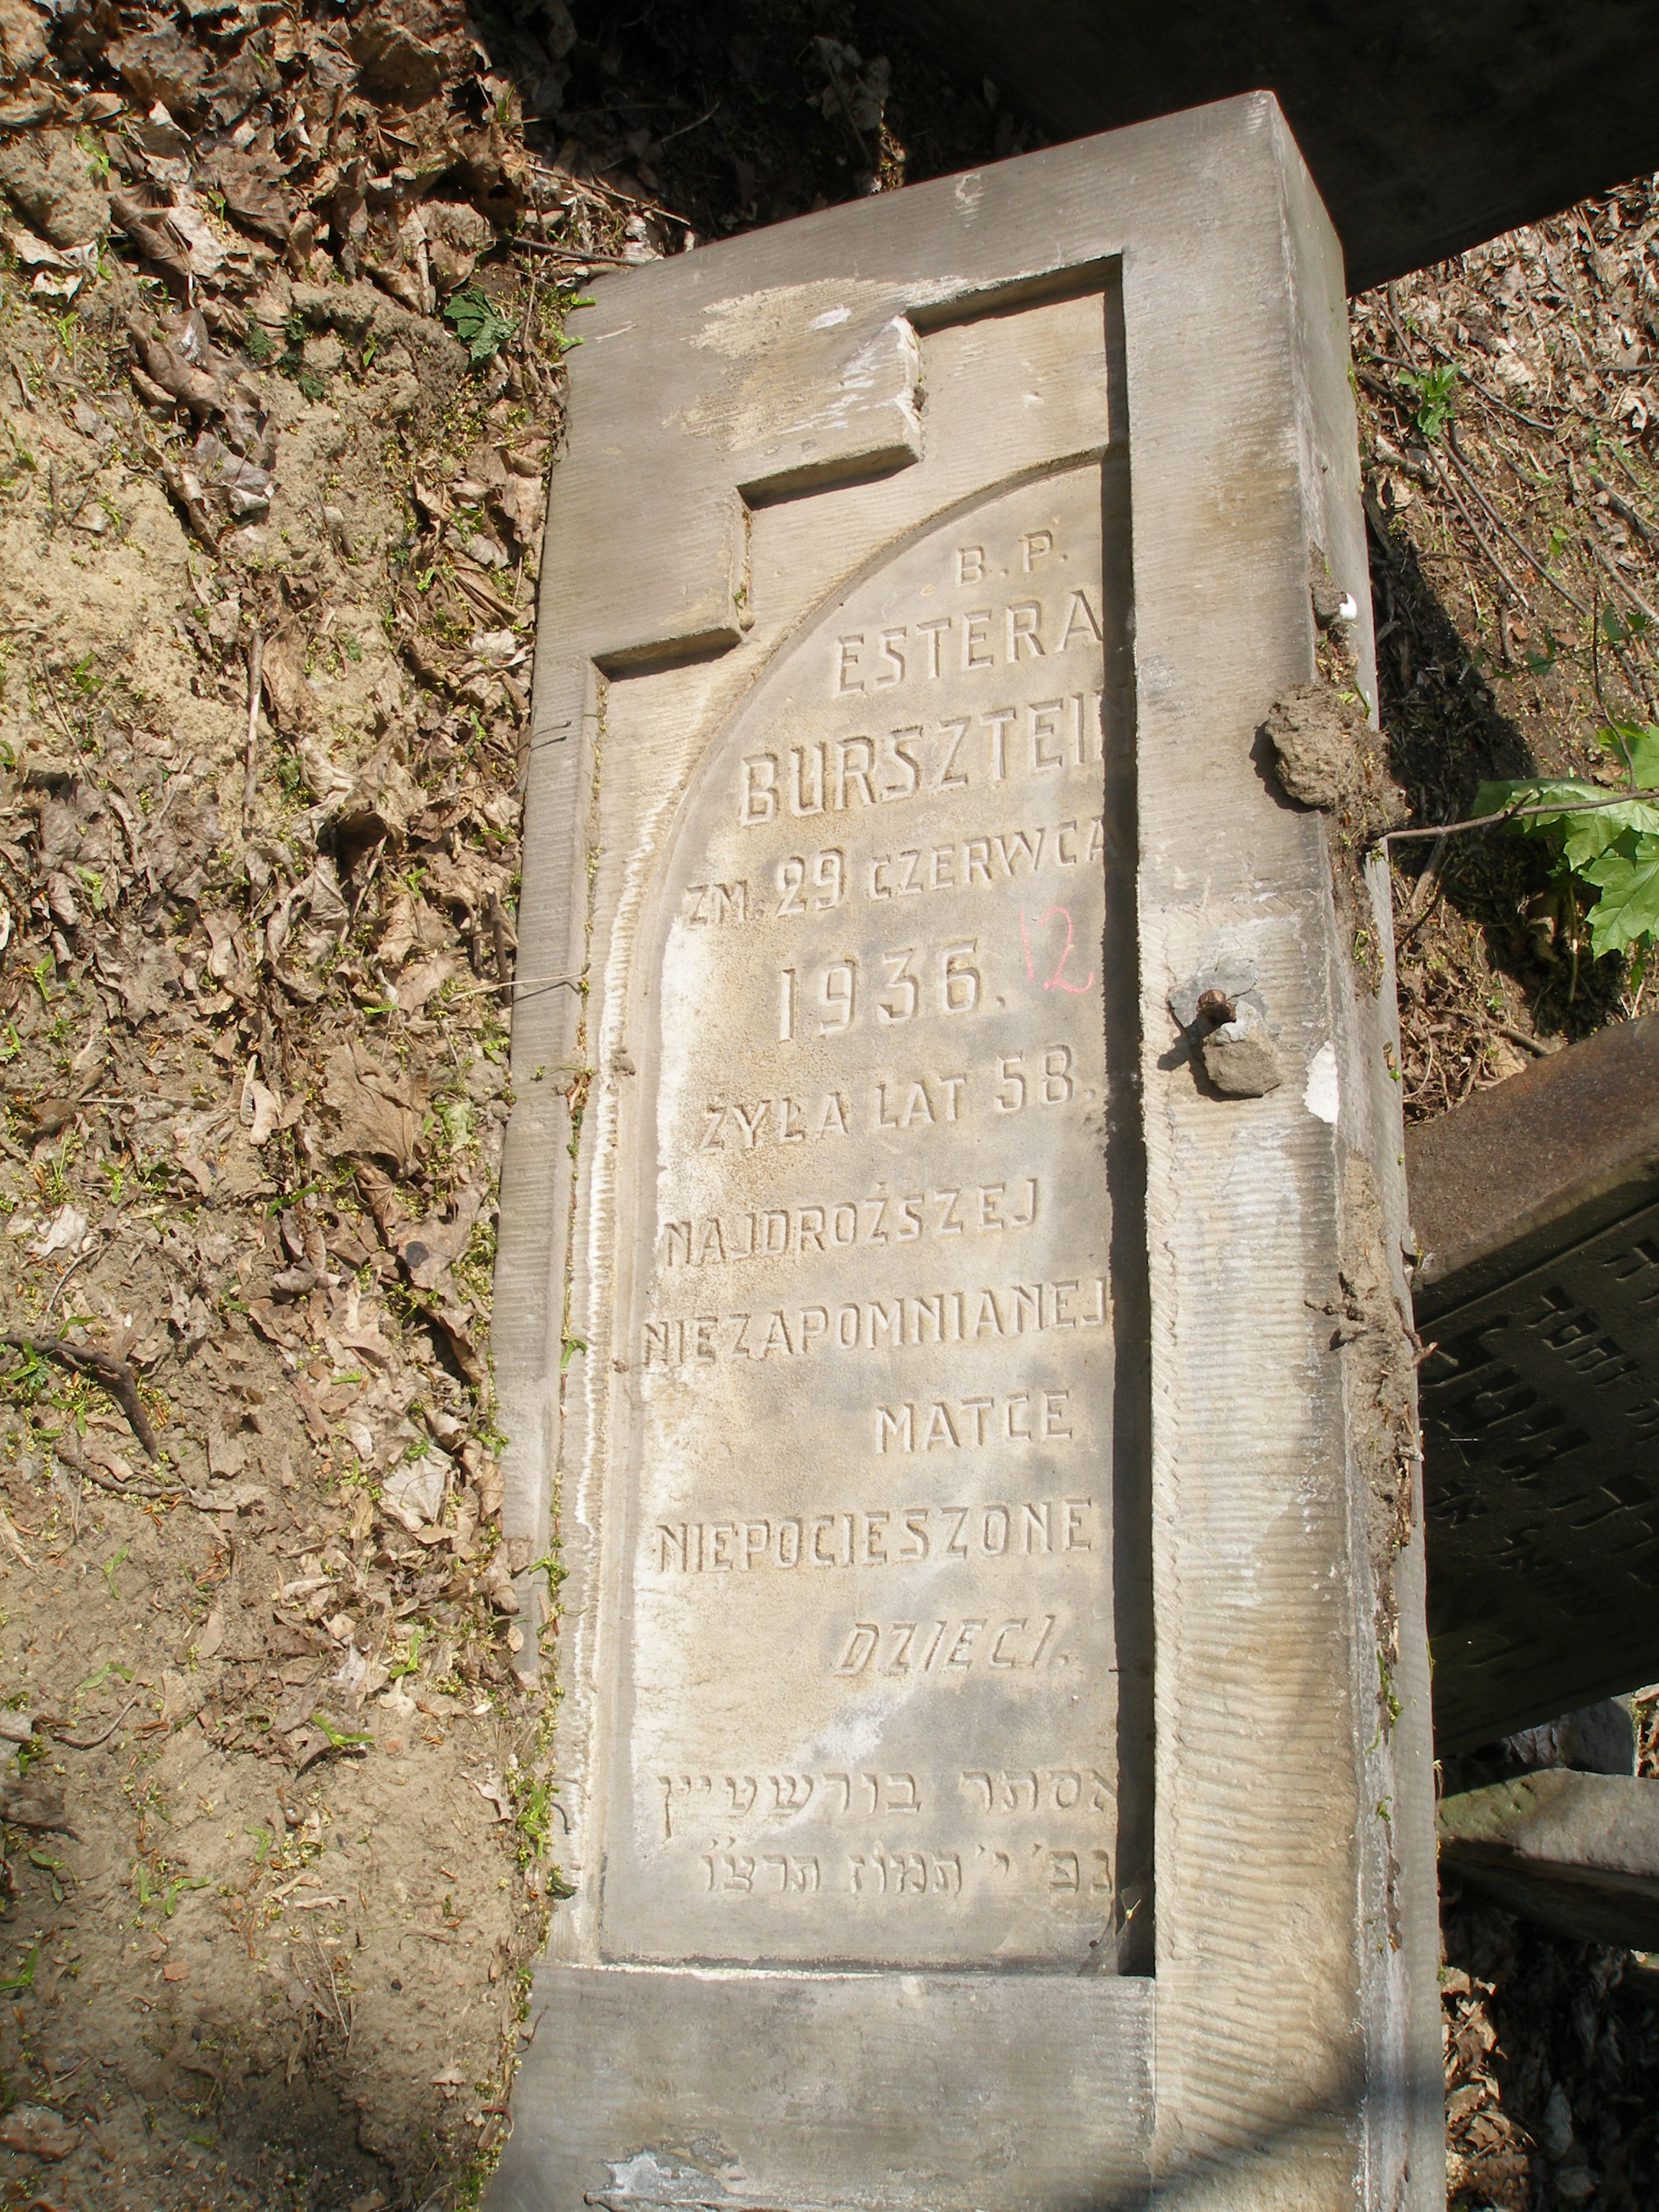 B. P.
ESTERA
BURSZTEIN
ZM. 29 CZERWCA
1936.
12
ŻYŁA LAT 58.
NAJDROŻSZEJ
NIEZAPOMNIANEJ
MATCE
NIEPOCIESZONE
DZIECI.
אסתר בורשטיין
נפ׳ י׳ תמוז תרצ״ו